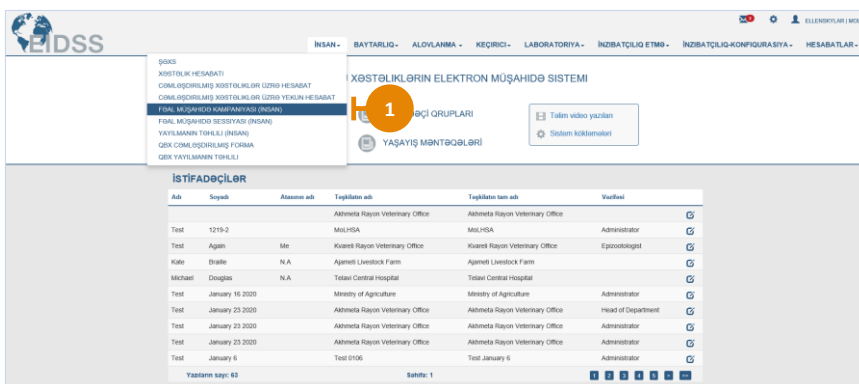 EIDSS
ELLENSKYLAR | MOL
İNSAN BAYTARLIQ ALOVLANMA KEÇIRICI LABORATORIYA İNZIBATÇILIQ ETMƏ İNZIBATÇILIQ-KONFIQURASIYA HESABATLAR
ŞƏXS
XƏSTƏLIK HESABATI
CƏMLƏŞDIRILMIŞ XƏSTƏLIKLƏR ÜZRƏ HESABAT
CƏMLƏŞDIRILMIŞ XƏSTƏLIKLƏR ÜZRƏ YEKUN HESABAT
FƏAL MÜŞAHIDƏ KAMPANIYASI (INSAN)
FƏAL MÜŞAHIDƏ SESSIYASI (INSAN)
YAYILMANIN TƏHLILI (INSAN)
QBX CƏMLƏŞDIRILMIŞ FORMA
QBX YAYILMANIN TƏHLILI
1
XƏSTƏLIKLƏRIN ELEKTRON MÜŞAHIDƏ SISTEMI
ƏÇI QRUPLARI
YAŞAYIŞ MƏNTƏQƏLƏRI
Təlim video yazıları
Sistem kökləmələri
İSTİFADƏÇİLƏR
Adı Soyadı Atasının adı Təşkilatın adı Təşkilatın tam adı Vəzifəsi
Akhmeta Rayon Veterinary Office Akhmeta Rayon Veterinary Office
Test 1219-2 MoLHSA MoLHSA Administrator
Test Again Me Kvareli Rayon Veterinary Office Kvareli Rayon Veterinary Office Epizootologist
Kate Braille N.A Ajameti Livestock Farm Ajameti Livestock Farm
Michael Douglas N.A Telavi Central Hospital Telavi Central Hospital
Test January 16 2020 Ministry of Agriculture Ministry of Agriculture Administrator
Test January 23 2020 Akhmeta Rayon Veterinary Office Akhmeta Rayon Veterinary Office Head of Department
Test January 23 2020 Akhmeta Rayon Veterinary Office Akhmeta Rayon Veterinary Office Administrator
Test January 23 2020 Akhmeta Rayon Veterinary Office Akhmeta Rayon Veterinary Office Administrator
Test January 6 Test 0106 Test January 6 Administrator
Yazıların sayı: 63 Səhifə: 1 1 2 3 4 5 > >>